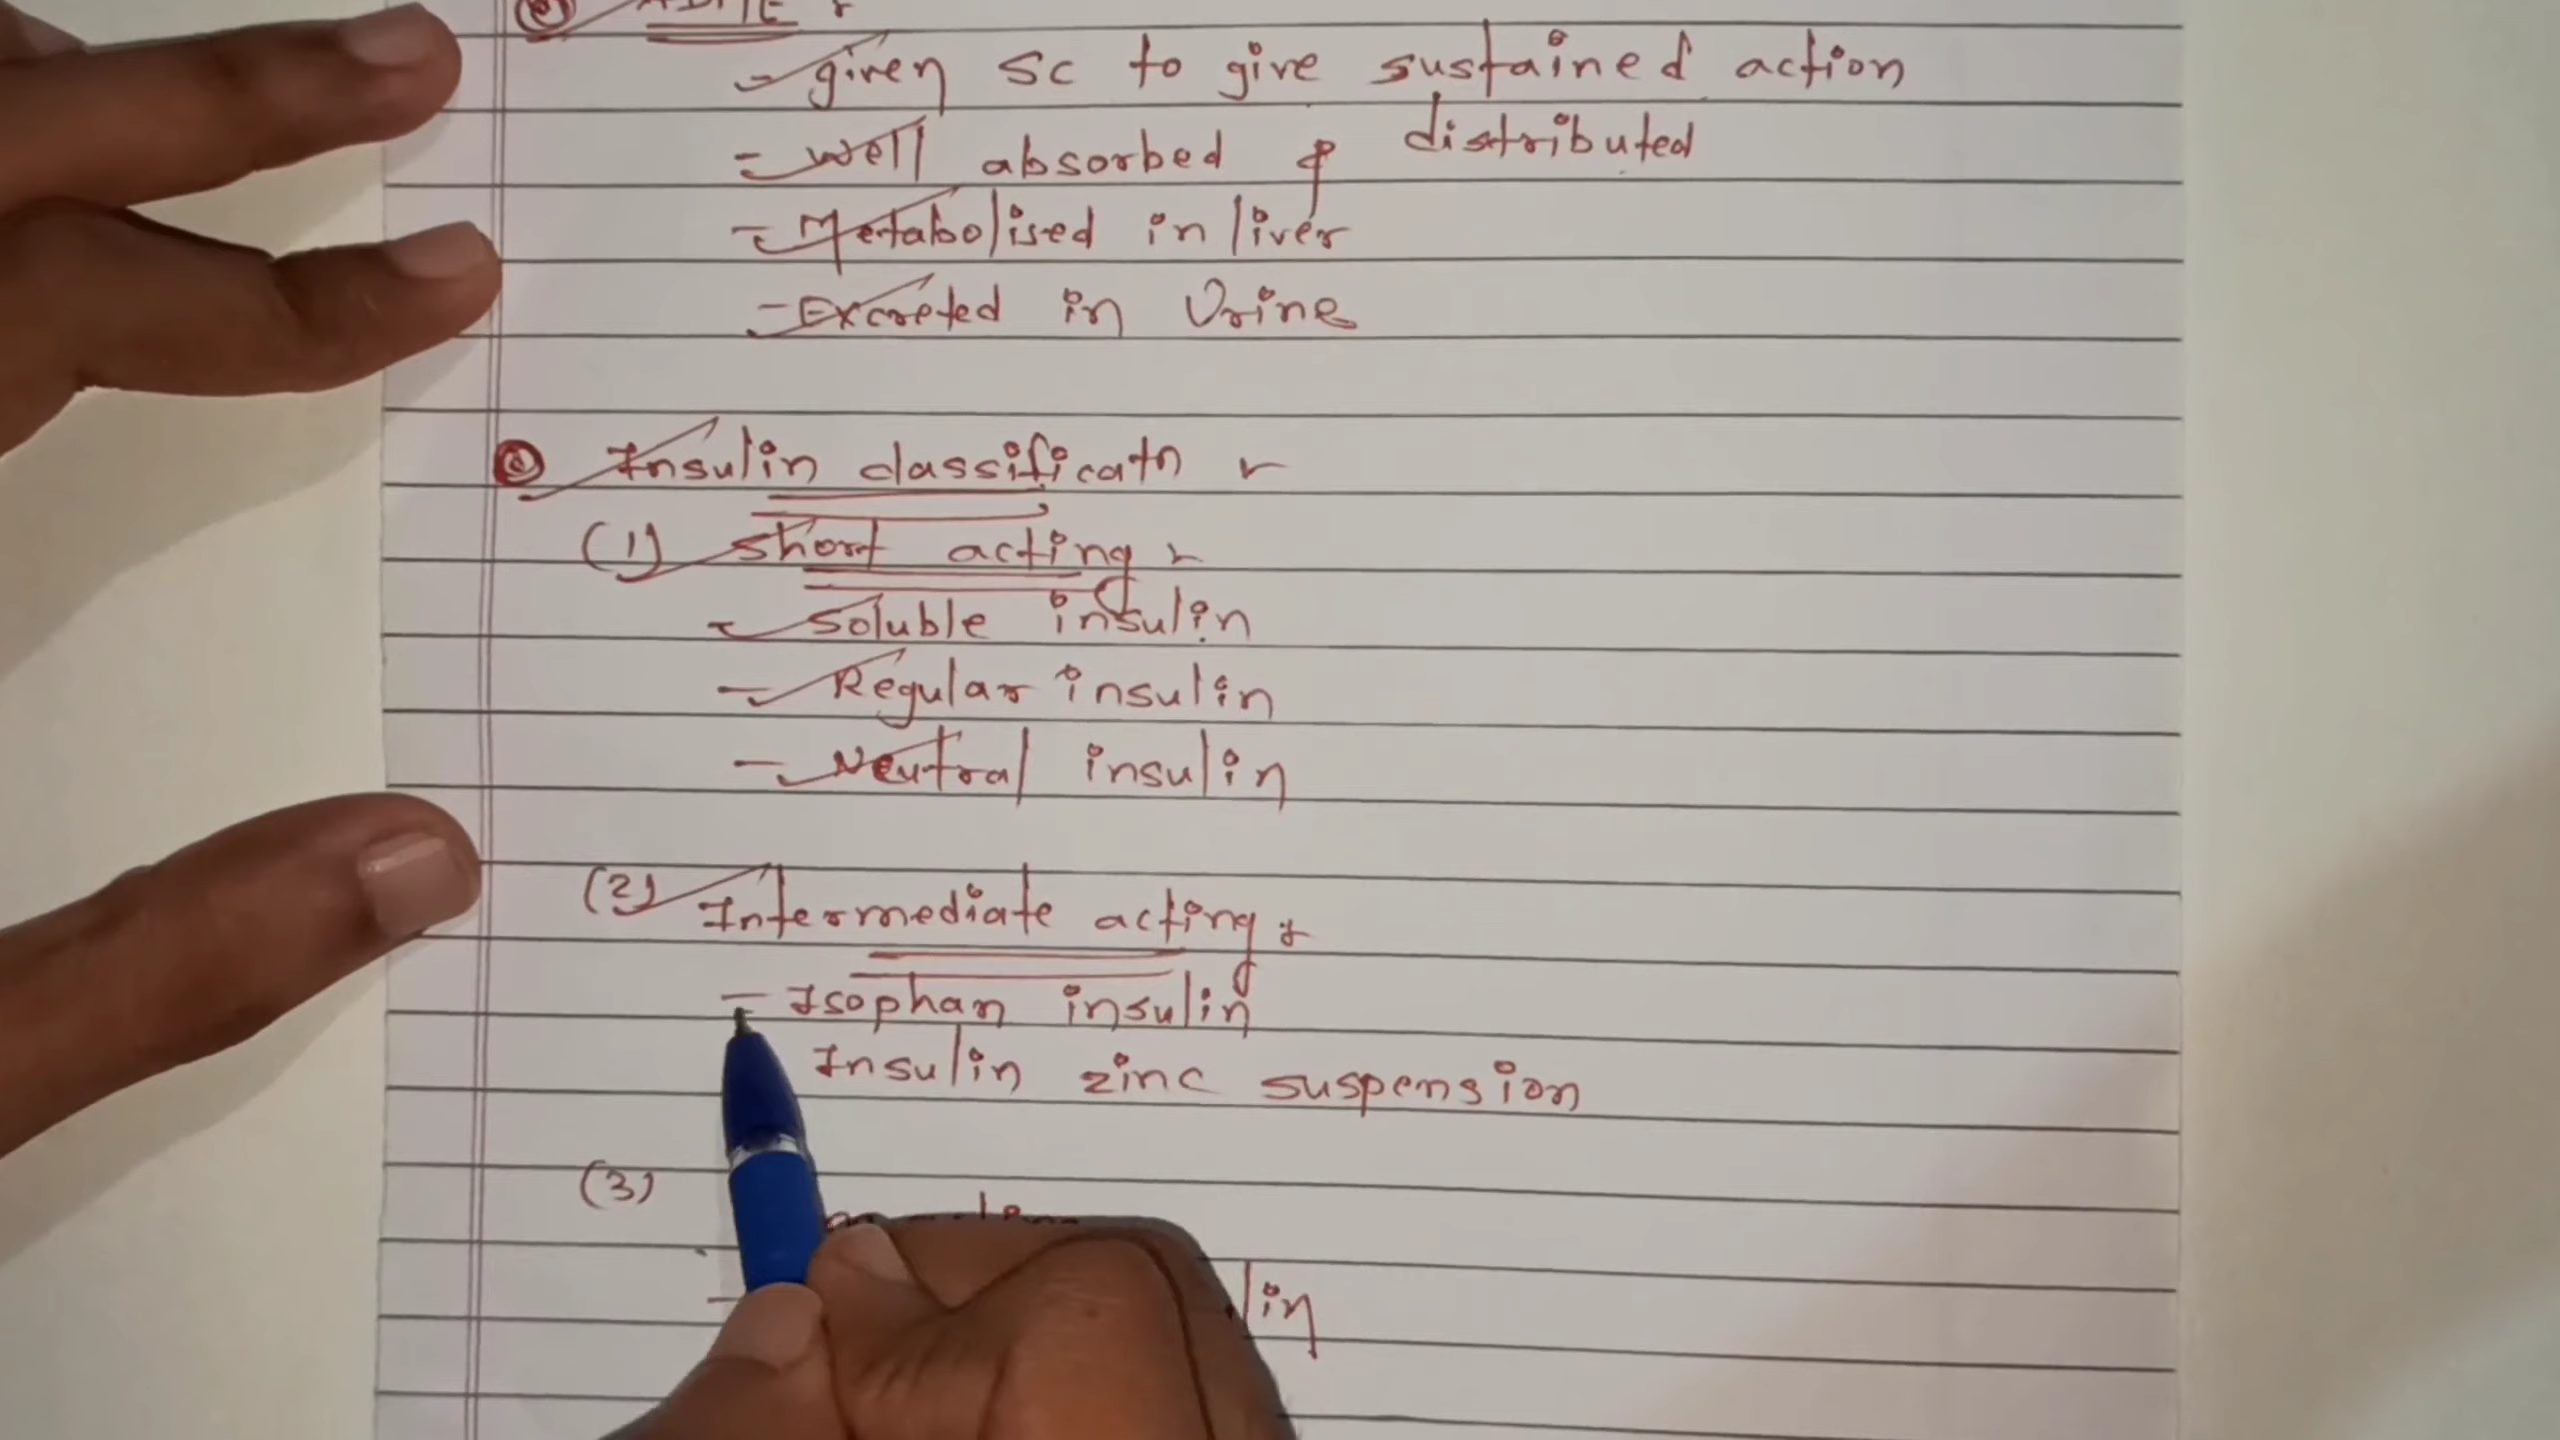 ADME
- given sc to give sustained action
- well absorbed & distributed
- Metabolised in liver
- Excreted in Urine
Insulin classificatn
(1) Short acting
- Soluble insulin
- Regular insulin
- Neutral insulin
(2) Intermediate acting
- Isophan insulin
Insulin zinc suspension
(3)